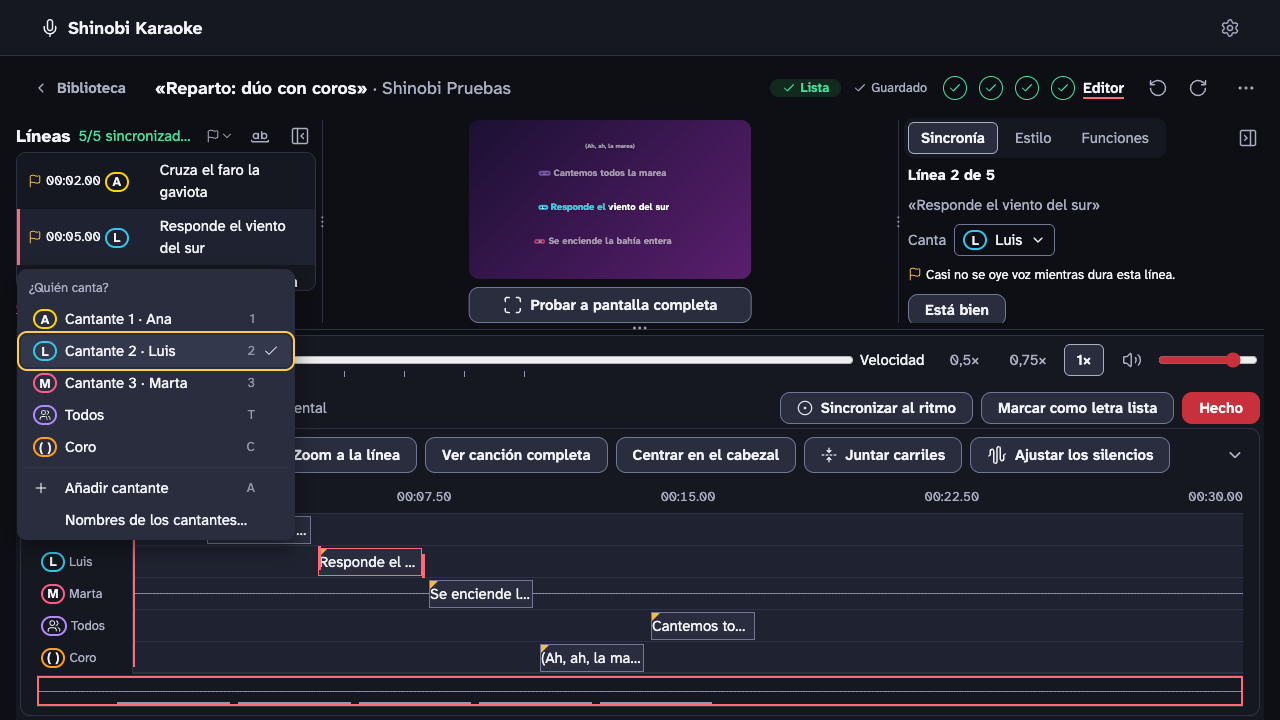 Shinobi Karaoke
Biblioteca
«Reparto: dúo con coros» · Shinobi Pruebas
Lista
Guardado
Editor
Líneas 5/5 sincronizad...
ab
00:02.00 A Cruza el faro la gaviota
00:05.00 L Responde el viento del sur
a
¿Quién canta?
A Cantante 1 · Ana 1
L Cantante 2 · Luis 2
M Cantante 3 · Marta 3
Todos T
( ) Coro C
Añadir cantante A
Nombres de los cantantes...
(Ah, ah, la marea)
Cantemos todos la marea
Responde el viento del sur
Se enciende la bahía entera
Probar a pantalla completa
Sincronía Estilo Funciones
Línea 2 de 5
«Responde el viento del sur»
Canta L Luis
Casi no se oye voz mientras dura esta línea.
Está bien
Velocidad 0,5× 0,75× 1×
ental
Sincronizar al ritmo
Marcar como letra lista
Hecho
Zoom a la línea
Ver canción completa
Centrar en el cabezal
Juntar carriles
Ajustar los silencios
00:07.50 00:15.00 00:22.50 00:30.00
...
L Luis Responde el ...
M Marta Se enciende l...
Todos Cantemos to...
( ) Coro (Ah, ah, la ma...